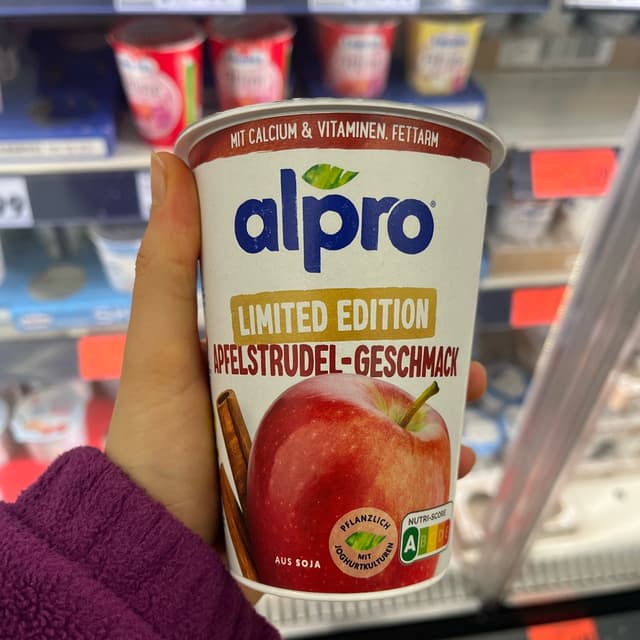 MIT CALCIUM & VITAMINEN, FETTARM
alpro®
LIMITED EDITION
APFELSTRUDEL-GESCHMACK
PFLANZLICH
MIT
JOGHURTKULTUREN
AUS SOJA
NUTRI-SCORE
A B C D E